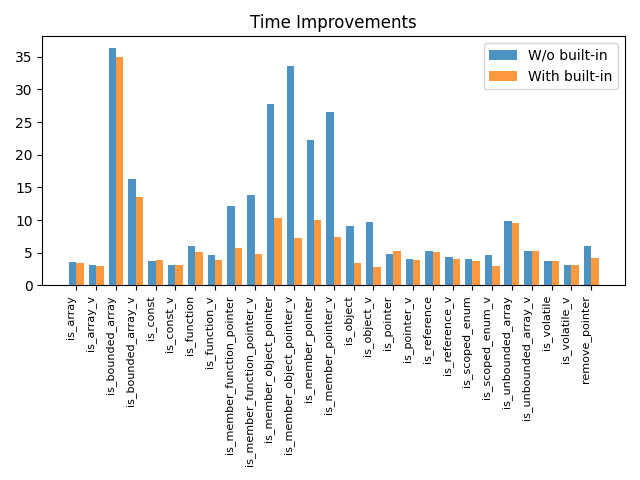 Time Improvements
W/o built-in
With built-in
35
30
25
20
15
10
5
0
is_array
is_array_v
is_bounded_array
is_bounded_array_v
is_const
is_const_v
is_function
is_function_v
is_member_function_pointer
is_member_function_pointer_v
is_member_object_pointer
is_member_object_pointer_v
is_member_pointer
is_member_pointer_v
is_object
is_object_v
is_pointer
is_pointer_v
is_reference
is_reference_v
is_scoped_enum
is_scoped_enum_v
is_unbounded_array
is_unbounded_array_v
is_volatile
is_volatile_v
remove_pointer